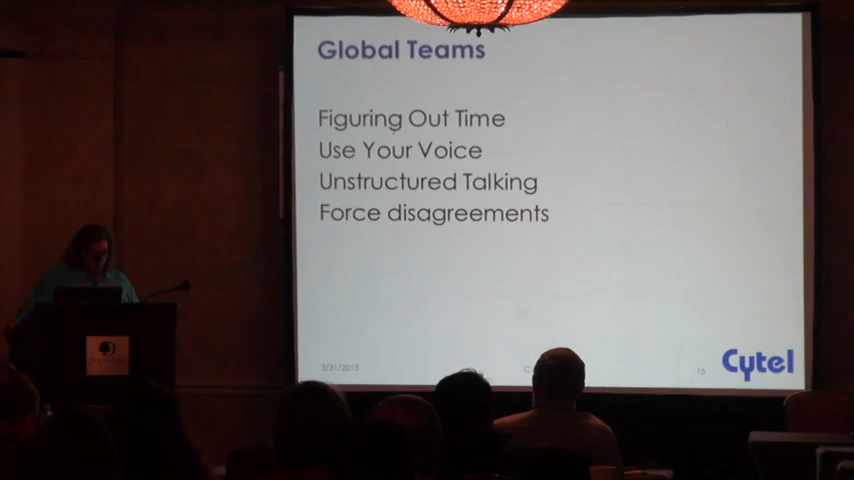 Global Teams
Figuring Out Time
Use Your Voice
Unstructured Talking
Force disagreements
3/31/2015
15
Cytel